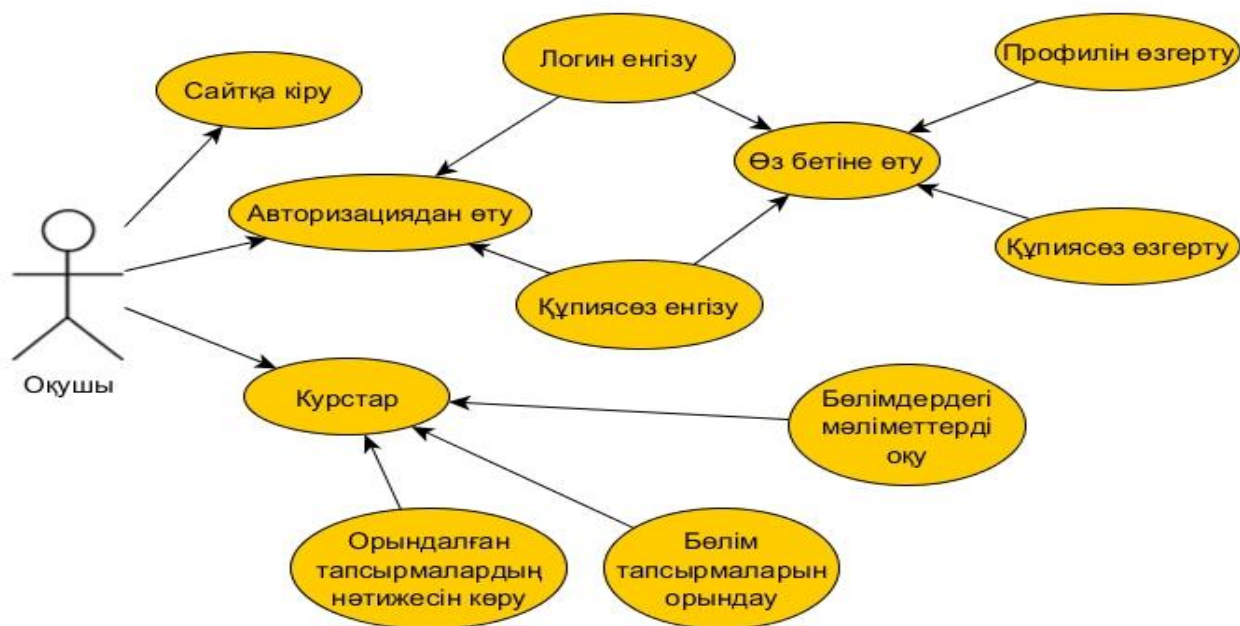 Логин енгізу
Профилін өзгерту
Сайтқа кіру
Өз бетіне өту
Авторизациядан өту
Құпиясөз өзгерту
Құпиясөз енгізу
Оқушы
Курстар
Бөлімдердегі
мәліметтерді
оқу
Орындалған
тапсырмалардың
нәтижесін көру
Бөлім
тапсырмаларын
орындау